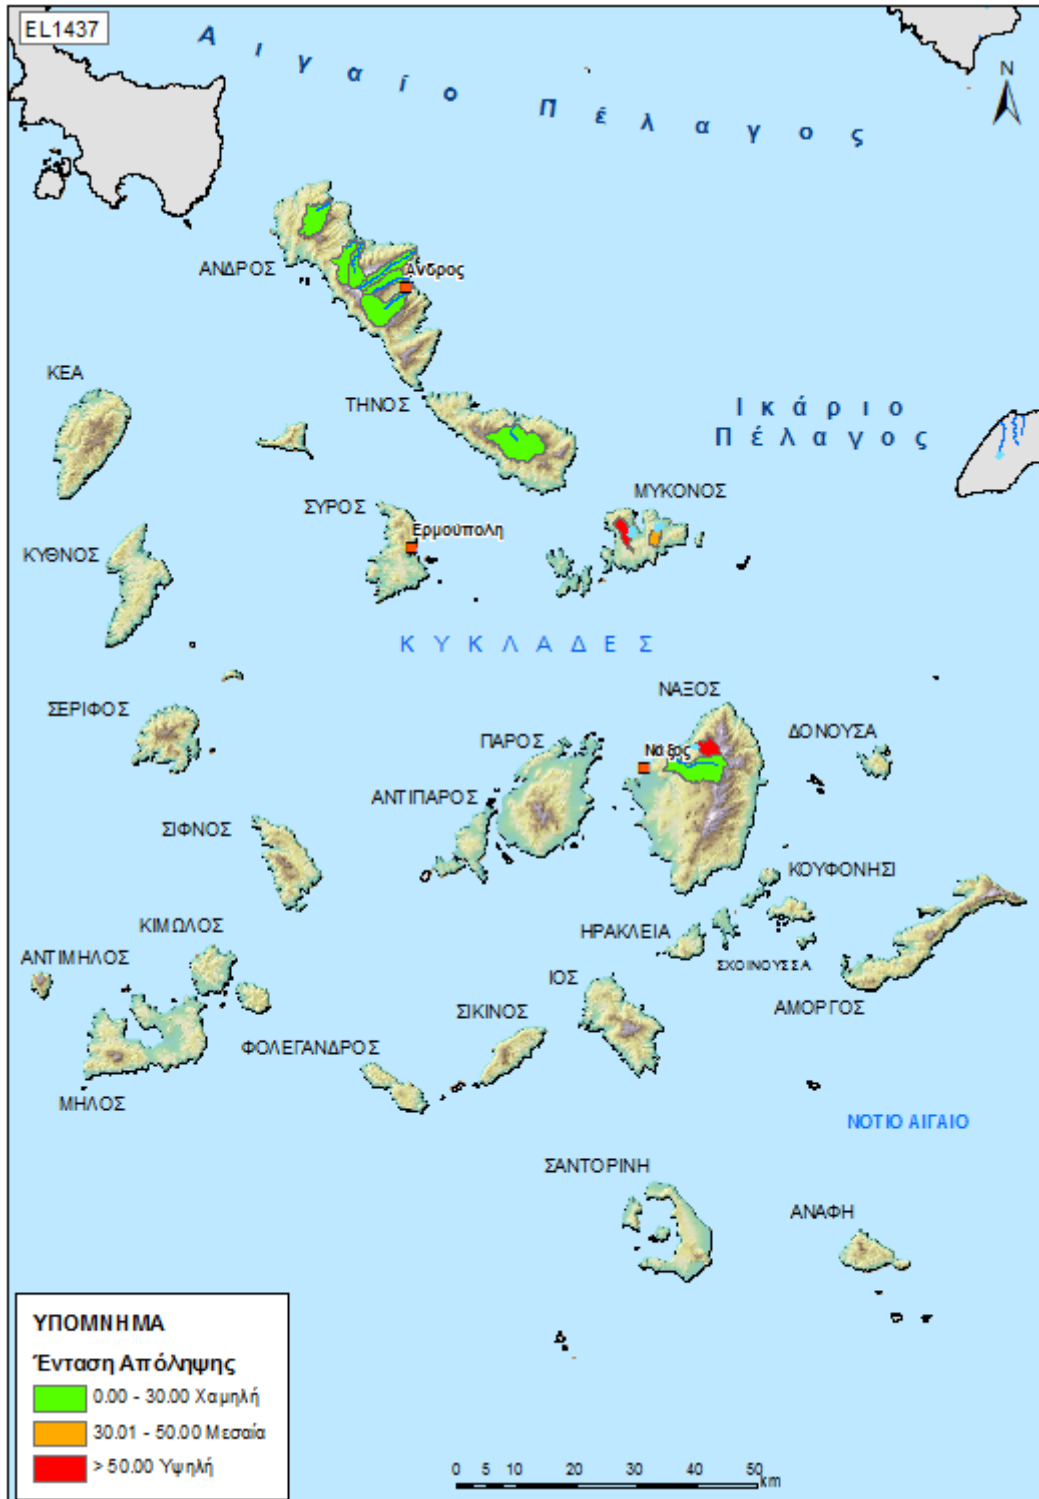 EL1437
Αιγαίο Πέλαγος
N
ΑΝΔΡΟΣ
Άνδρος
ΚΕΑ
ΤΗΝΟΣ
Ικάριο
Πέλαγος
ΜΥΚΟΝΟΣ
ΣΥΡΟΣ
Ερμούπολη
ΚΥΘΝΟΣ
ΚΥΚΛΑΔΕΣ
ΝΑΞΟΣ
ΣΕΡΙΦΟΣ
ΔΟΝΟΥΣΑ
ΠΑΡΟΣ
Νάξος
ΑΝΤΙΠΑΡΟΣ
ΣΙΦΝΟΣ
ΚΟΥΦΟΝΗΣΙ
ΚΙΜΩΛΟΣ
ΗΡΑΚΛΕΙΑ
ΑΝΤΙΜΗΛΟΣ
ΣΧΟΙΝΟΥΣΣΑ
ΙΟΣ
ΑΜΟΡΓΟΣ
ΣΙΚΙΝΟΣ
ΦΟΛΕΓΑΝΔΡΟΣ
ΜΗΛΟΣ
ΝΟΤΙΟ ΑΙΓΑΙΟ
ΣΑΝΤΟΡΙΝΗ
ΑΝΑΦΗ
ΥΠΟΜΝΗΜΑ
Ένταση Απόληψης
0.00 - 30.00 Χαμηλή
30.01 - 50.00 Μεσαία
> 50.00 Υψηλή
0 5 10 20 30 40 50
km